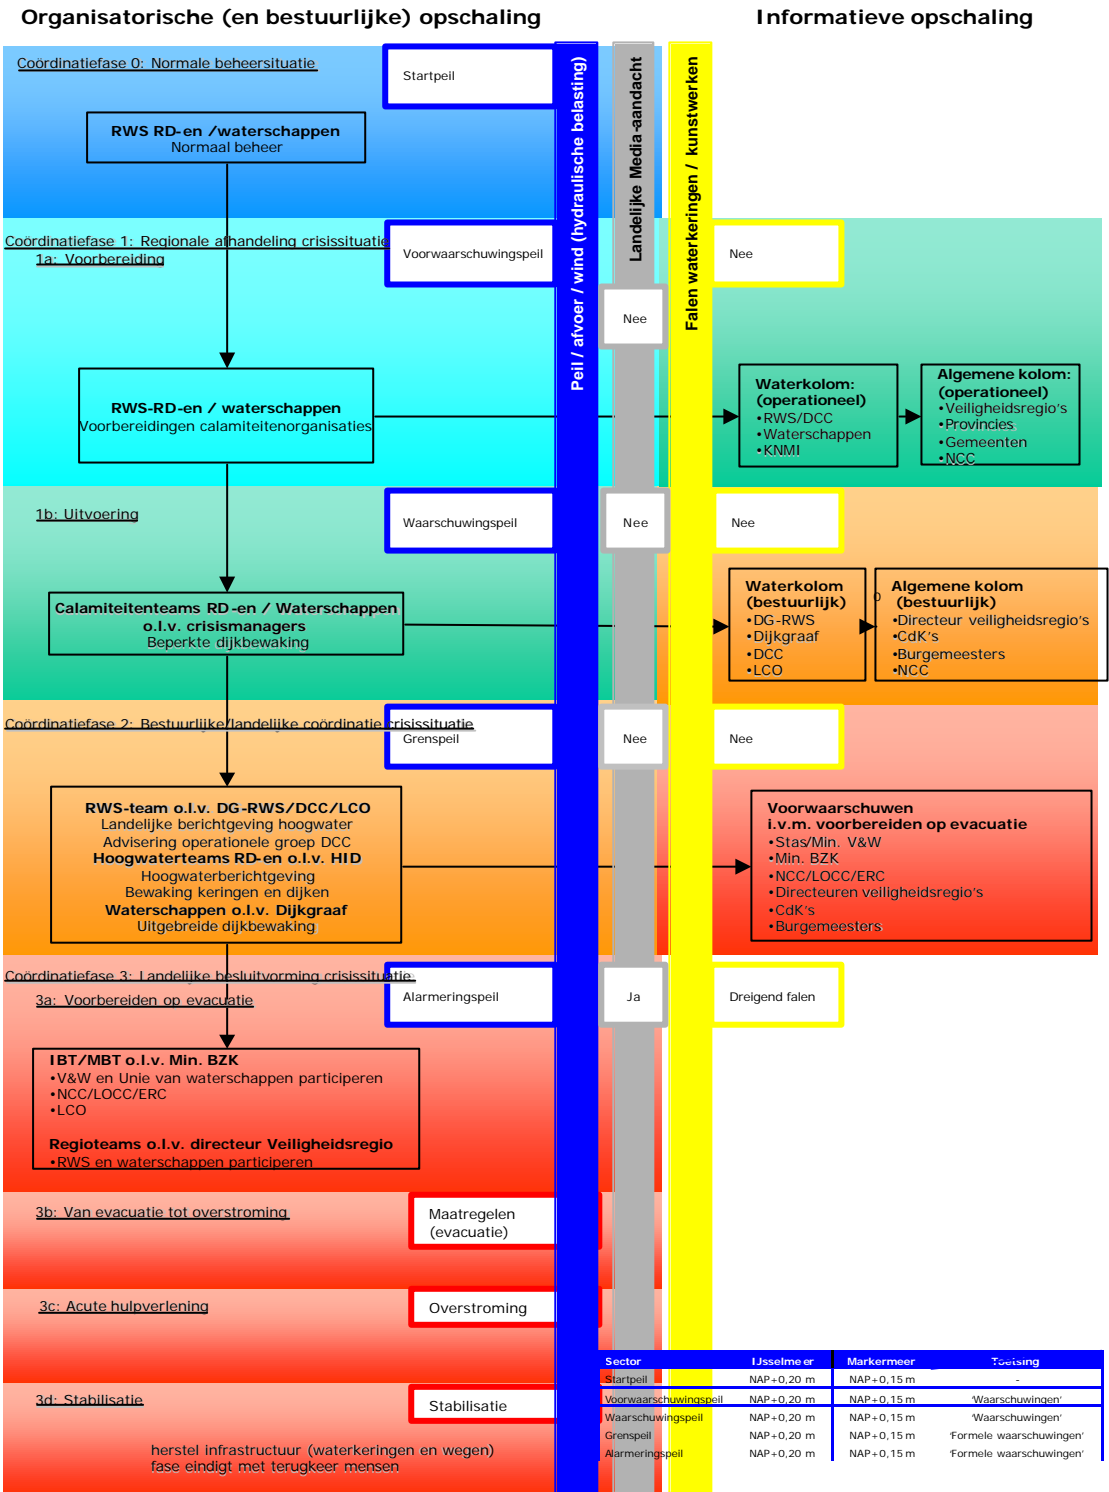 Organisatorische (en bestuurlijke) opschaling
Informatieve opschaling
Peil / afvoer / wind (hydraulische belasting)
Landelijke Media-aandacht
Falen waterkeringen / kunstwerken
Coördinatiefase 0: Normale beheersituatie
Startpeil
RWS RD-en /waterschappen
Normaal beheer
Coördinatiefase 1: Regionale afhandeling crisissituatie
1a: Voorbereiding
Voorwaarschuwingspeil
Nee
Nee
RWS-RD-en / waterschappen
Voorbereidingen calamiteitenorganisaties
Waterkolom:
(operationeel)
•RWS/DCC
•Waterschappen
•KNMI
Algemene kolom:
(operationeel)
•Veiligheidsregio's
•Provincies
•Gemeenten
•NCC
1b: Uitvoering
Waarschuwingspeil
Nee
Nee
Calamiteitenteams RD-en / Waterschappen
o.l.v. crisismanagers
Beperkte dijkbewaking
Waterkolom
(bestuurlijk)
•DG-RWS
•Dijkgraaf
•DCC
•LCO
0
Algemene kolom
(bestuurlijk)
•Directeur veiligheidsregio's
•CdK's
•Burgemeesters
•NCC
Coördinatiefase 2: Bestuurlijke/landelijke coördinatie crisissituatie
Grenspeil
Nee
Nee
RWS-team o.l.v. DG-RWS/DCC/LCO
Landelijke berichtgeving hoogwater
Advisering operationele groep DCC
Hoogwaterteams RD-en o.l.v. HID
Hoogwaterberichtgeving
Bewaking keringen en dijken
Waterschappen o.l.v. Dijkgraaf
Uitgebreide dijkbewaking
Voorwaarschuwen
i.v.m. voorbereiden op evacuatie
•Stas/Min. V&W
•Min. BZK
•NCC/LOCC/ERC
•Directeuren veiligheidsregio's
•CdK's
•Burgemeesters
Coördinatiefase 3: Landelijke besluitvorming crisissituatie
3a: Voorbereiden op evacuatie
Alarmeringspeil
Ja
Dreigend falen
IBT/MBT o.l.v. Min. BZK
•V&W en Unie van waterschappen participeren
•NCC/LOCC/ERC
•LCO
Regioteams o.l.v. directeur Veiligheidsregio
•RWS en waterschappen participeren
3b: Van evacuatie tot overstroming
Maatregelen
(evacuatie)
3c: Acute hulpverlening
Overstroming
3d: Stabilisatie
Stabilisatie
herstel infrastructuur (waterkeringen en wegen)
fase eindigt met terugkeer mensen
Sector IJsselmeer Markermeer Toetsing
Startpeil NAP+0,20 m NAP+0,15 m -
Voorwaarschuwingspeil NAP+0,20 m NAP+0,15 m 'Waarschuwingen'
Waarschuwingspeil NAP+0,20 m NAP+0,15 m 'Waarschuwingen'
Grenspeil NAP+0,20 m NAP+0,15 m 'Formele waarschuwingen'
Alarmeringspeil NAP+0,20 m NAP+0,15 m 'Formele waarschuwingen'